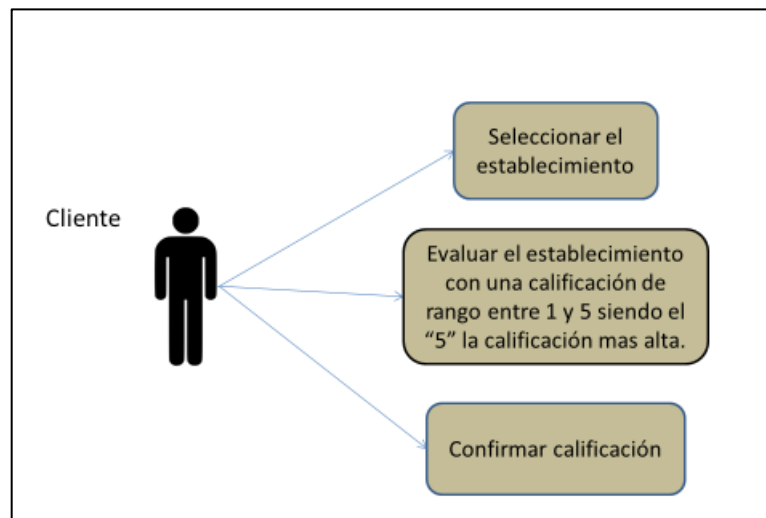 Seleccionar el
establecimiento
Cliente
Evaluar el establecimiento
con una calificación de
rango entre 1 y 5 siendo el
“5” la calificación mas alta.
Confirmar calificación